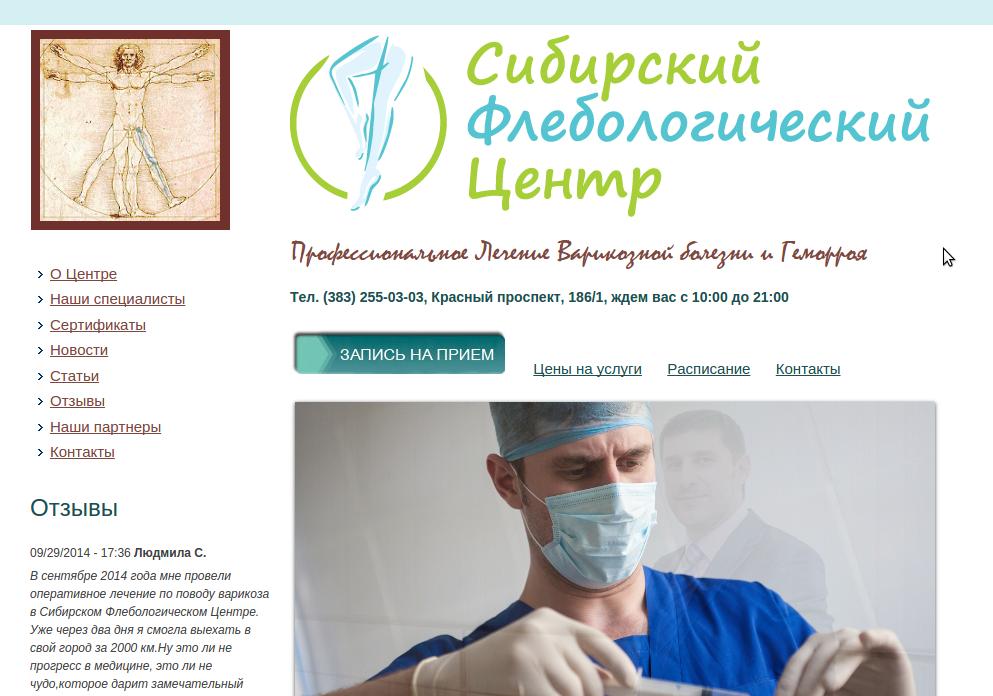 Сибирский
Флебологический
Центр
Профессиональное Лечение Варикозной болезни и Геморроя
Тел. (383) 255-03-03, Красный проспект, 186/1, ждем вас с 10:00 до 21:00
ЗАПИСЬ НА ПРИЕМ
Цены на услуги
Расписание
Контакты
О Центре
Наши специалисты
Сертификаты
Новости
Статьи
Отзывы
Наши партнеры
Контакты
Отзывы
09/29/2014 - 17:36 Людмила С.
В сентябре 2014 года мне провели
оперативное лечение по поводу варикоза
в Сибирском Флебологическом Центре.
Уже через два дня я смогла выехать в
свой город за 2000 км.Ну это ли не
прогресс в медицине, это ли не
чудо,которое дарит замечательный